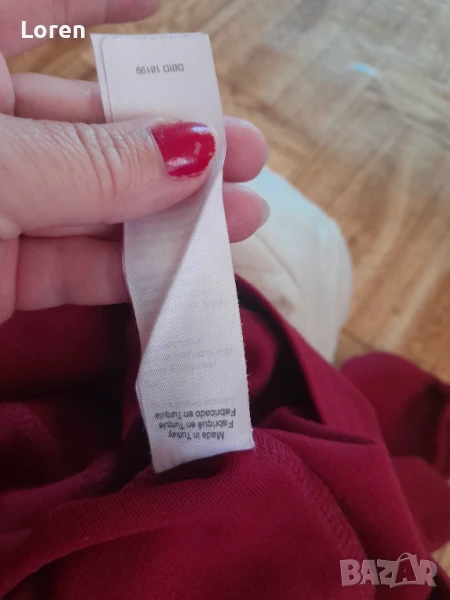 Loren
DBID 18199
Made in Turkey
Fabriqué en Turquie
Fabricado en Turquía
BAZAR